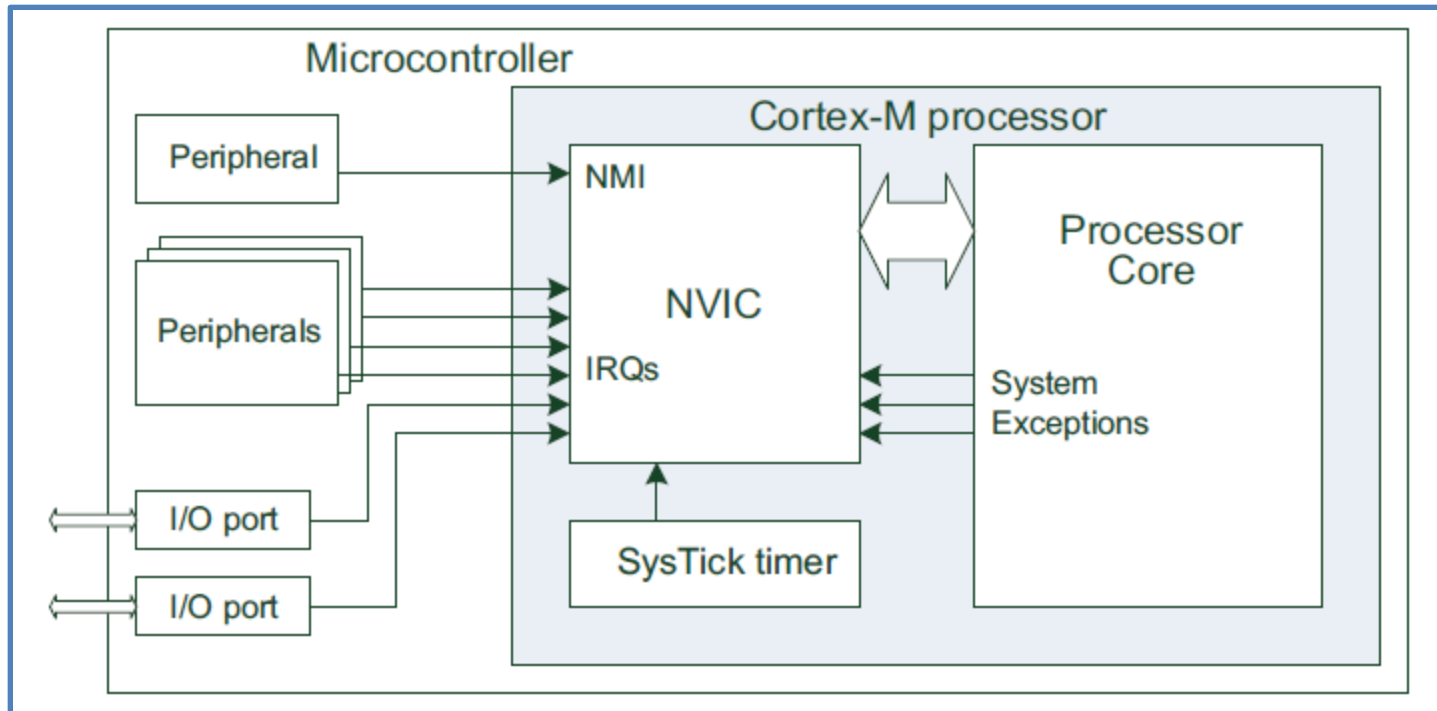 Microcontroller
Cortex-M processor
Peripheral
NMI
Processor
Core
NVIC
Peripherals
IRQs
System
Exceptions
I/O port
SysTick timer
I/O port